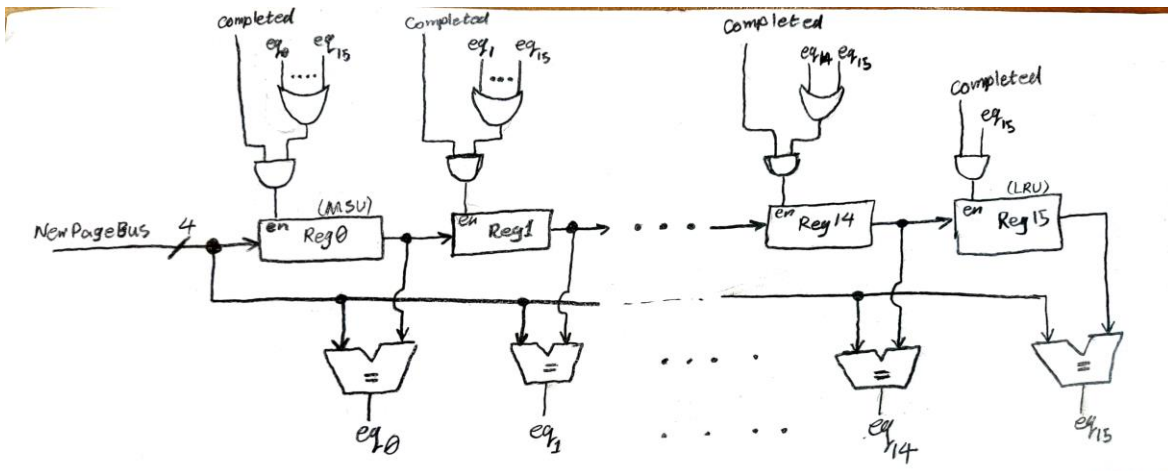 Completed
eq0 eq15
Completed
eq1 eq15
Completed
eq14 eq15
Completed
eq15
NewPageBus 4
en (MSU) Reg0
en Reg1
en Reg14
en (LRU) Reg15
= = = =
eq0 eq1 eq14 eq15